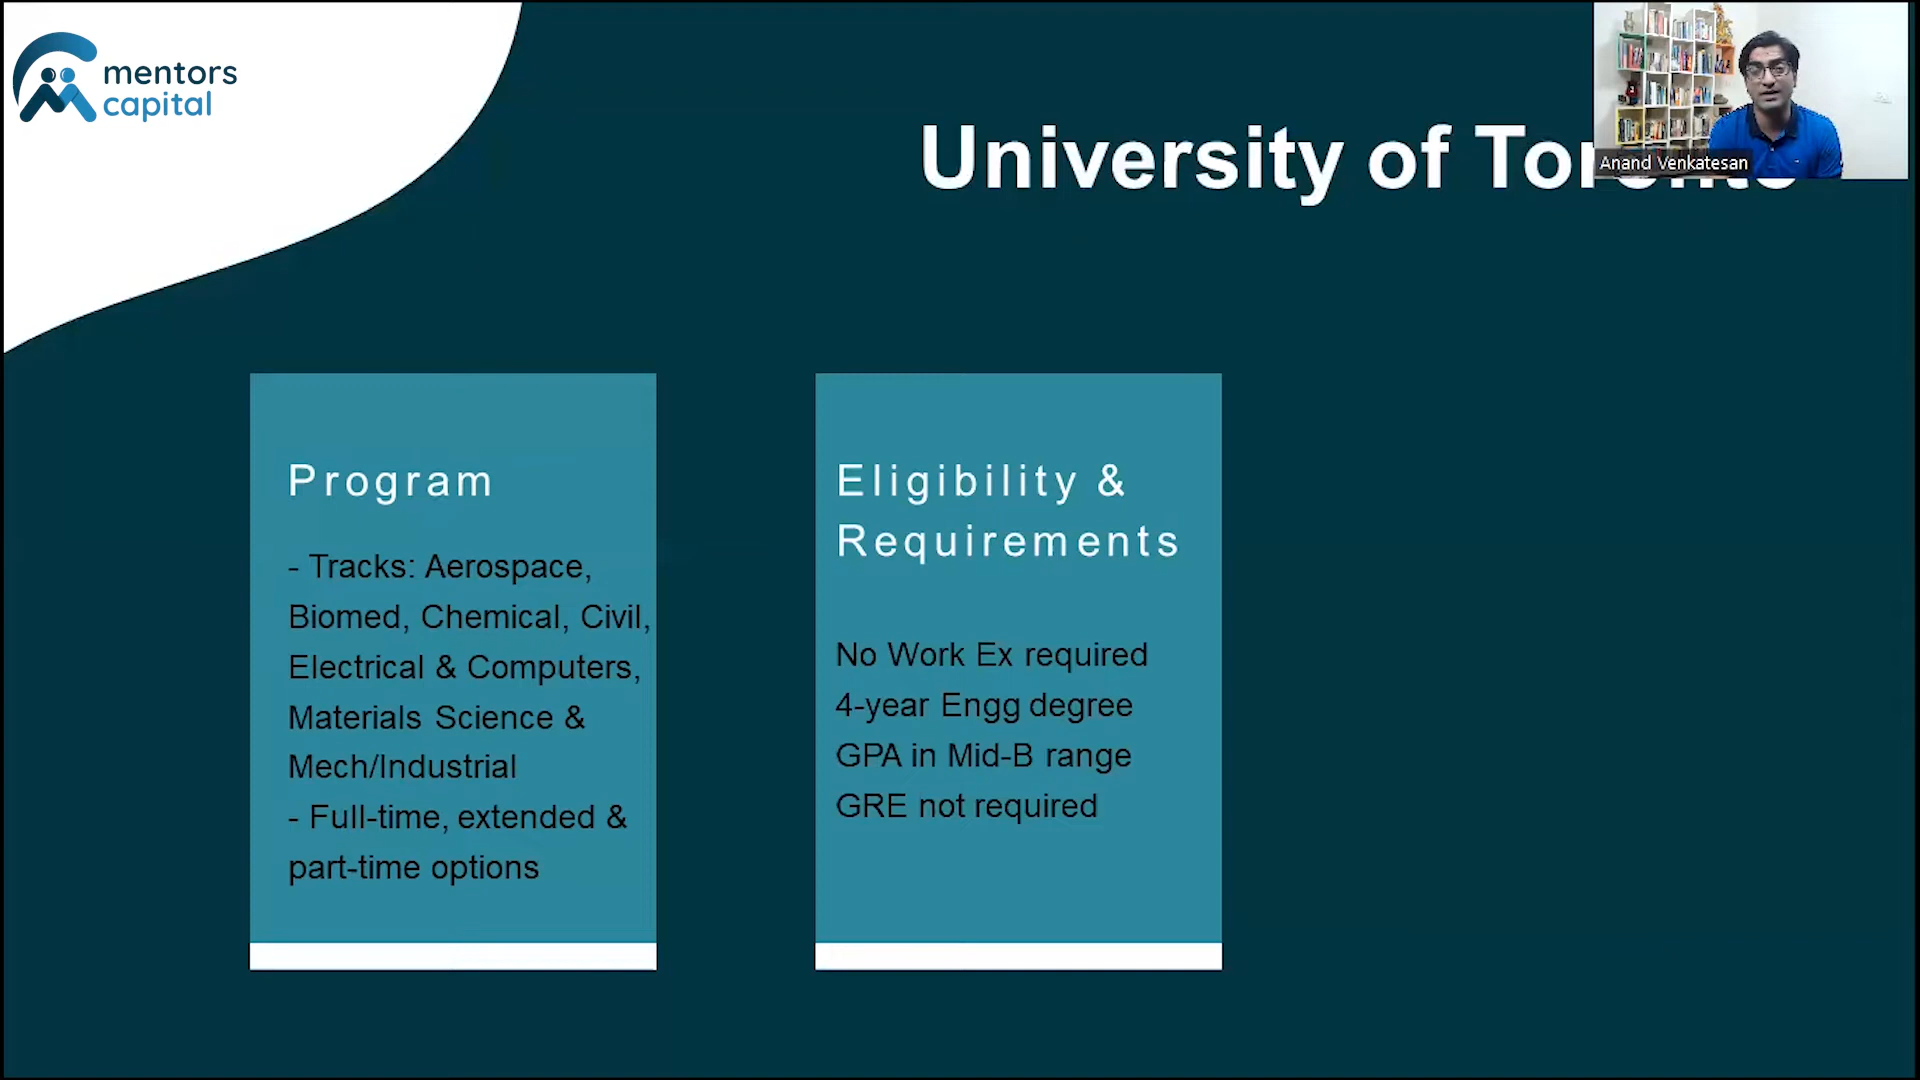 mentors
capital
University of Toronto
Anand Venkatesan
Program
- Tracks: Aerospace,
Biomed, Chemical, Civil,
Electrical & Computers,
Materials Science &
Mech/Industrial
- Full-time, extended &
part-time options
Eligibility &
Requirements
No Work Ex required
4-year Engg degree
GPA in Mid-B range
GRE not required